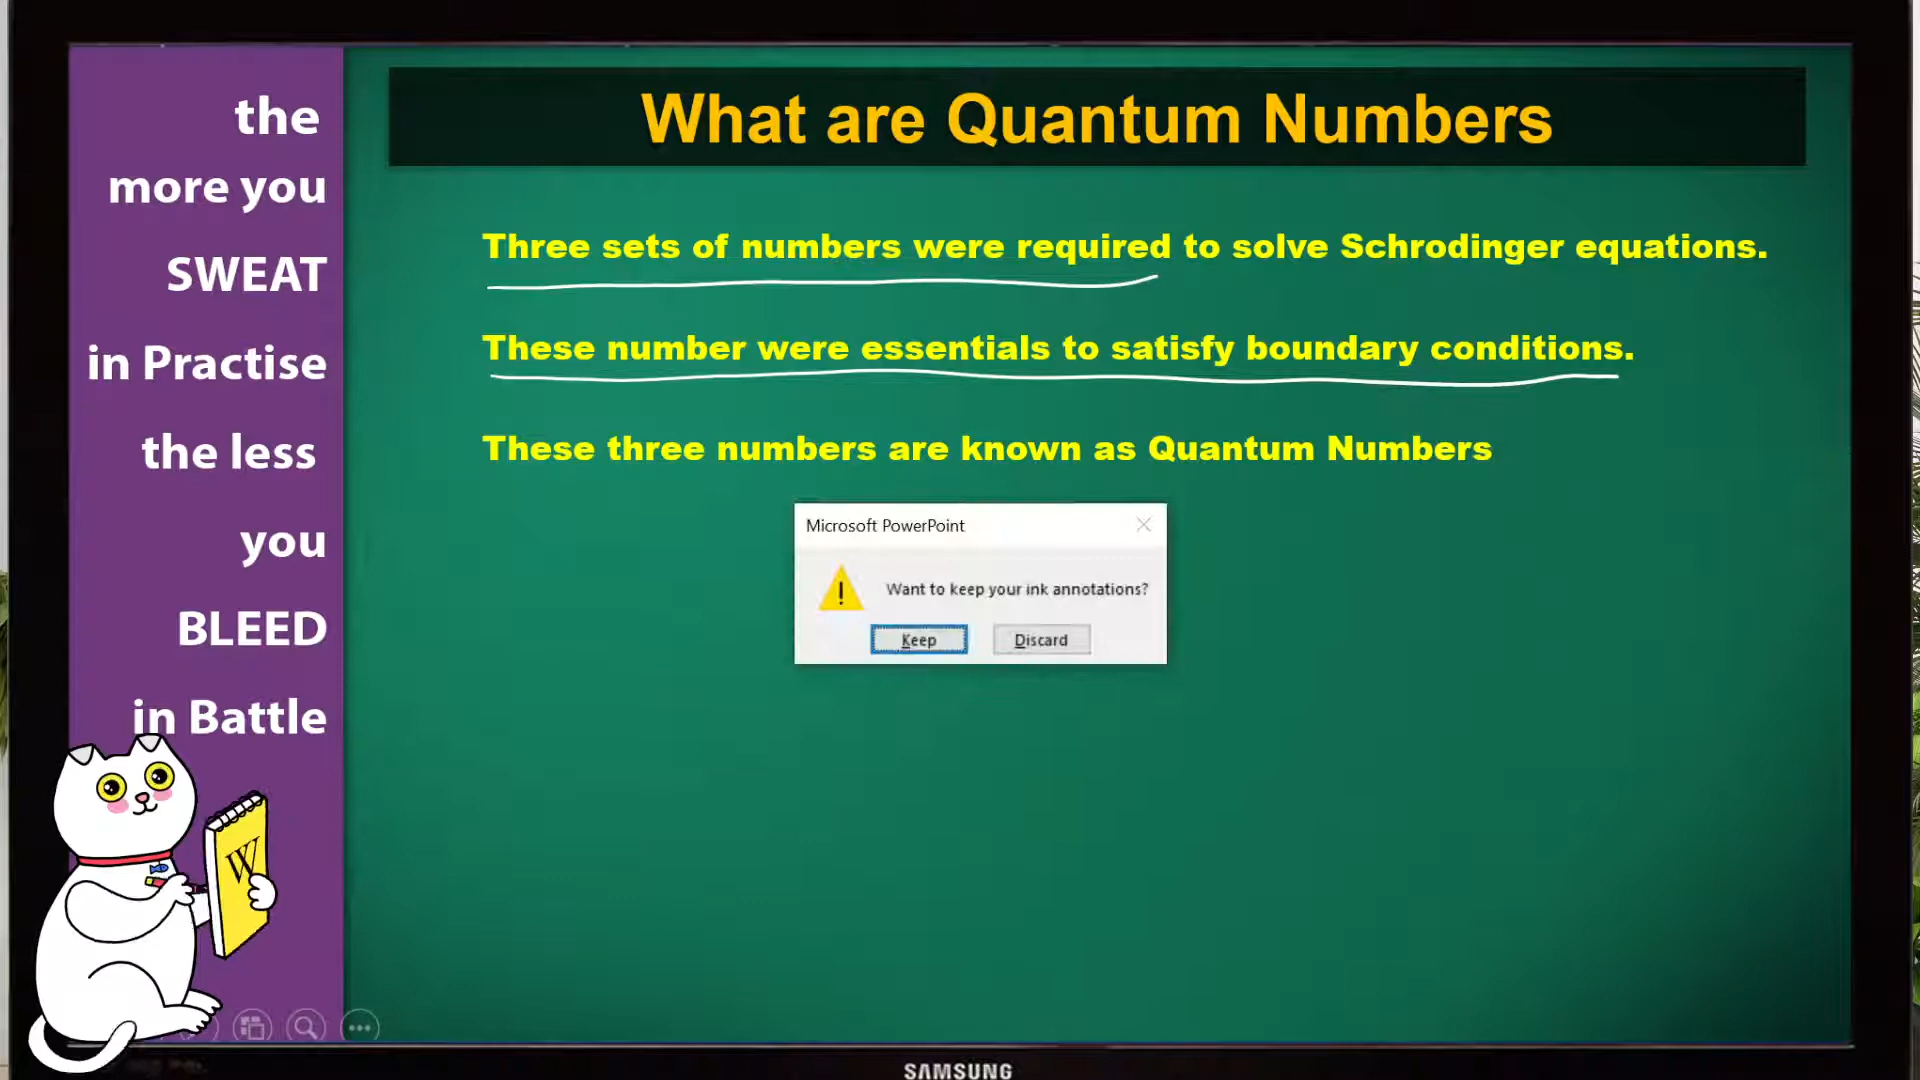 the
more you
SWEAT
in Practise
the less
you
BLEED
in Battle
What are Quantum Numbers
Three sets of numbers were required to solve Schrodinger equations.
These number were essentials to satisfy boundary conditions.
These three numbers are known as Quantum Numbers
Microsoft PowerPoint
Want to keep your ink annotations?
Keep
Discard
W
SAMSUNG